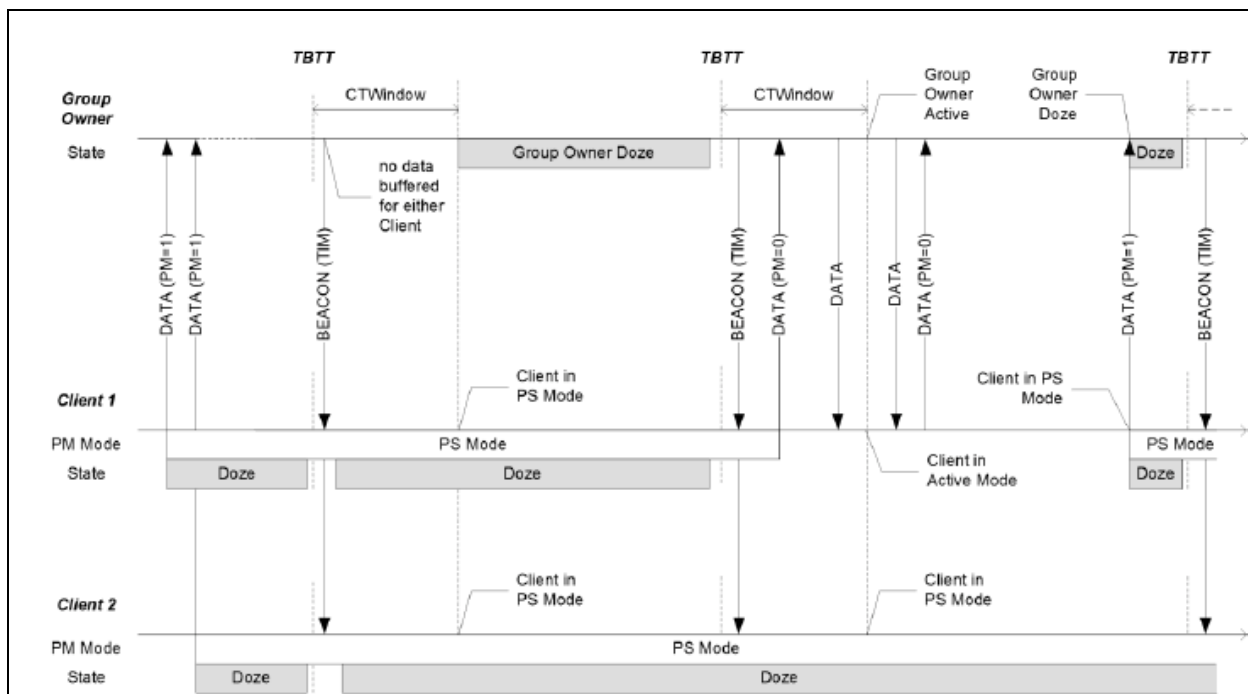 TBTT
TBTT
TBTT
Group
Owner
CTWindow
CTWindow
Group
Owner
Active
Group
Owner
Doze
State
Group Owner Doze
Doze
no data
buffered
for either
Client
DATA (PM=1)
DATA (PM=1)
BEACON (TIM)
BEACON (TIM)
DATA (PM=0)
DATA
DATA
DATA (PM=0)
DATA (PM=1)
BEACON (TIM)
Client in
PS Mode
Client in PS
Mode
Client 1
PM Mode
PS Mode
PS Mode
State
Doze
Doze
Client in
Active Mode
Doze
Client in
PS Mode
Client in
PS Mode
Client 2
PM Mode
PS Mode
State
Doze
Doze